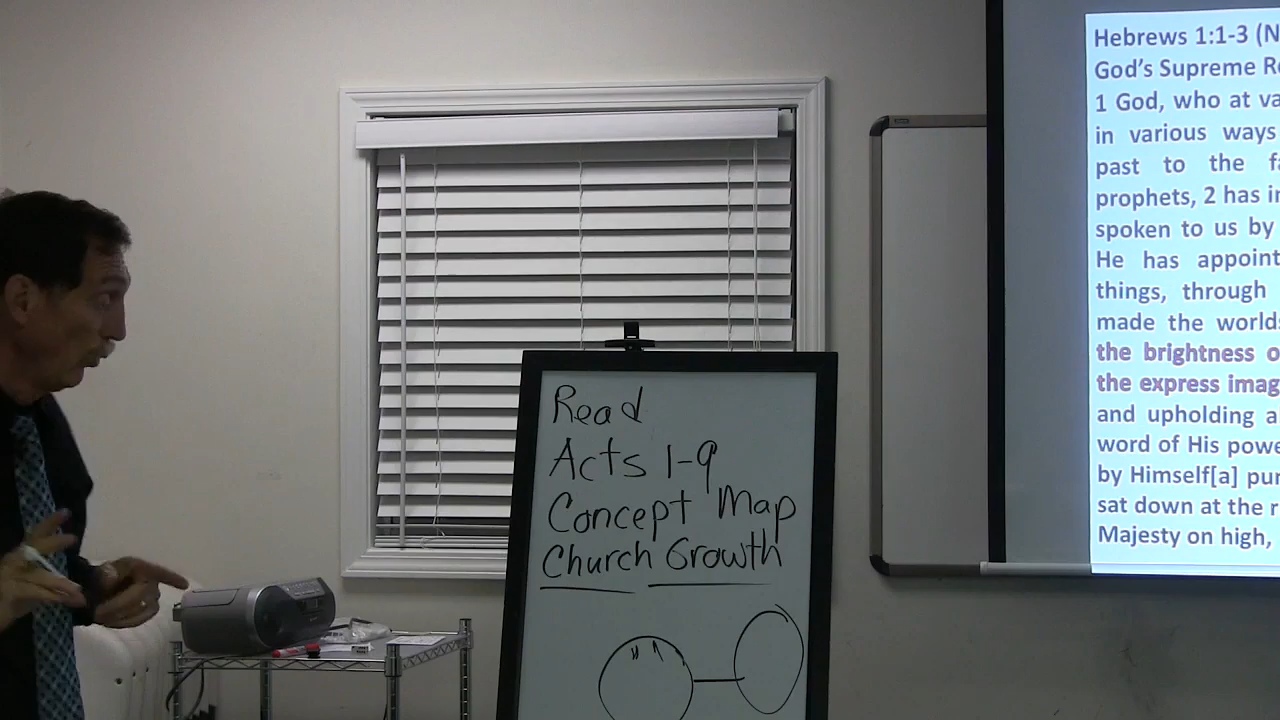 Read
Acts 1-9
Concept Map
Church Growth
Hebrews 1:1-3 (N
God's Supreme Re
1 God, who at va
in various ways
past to the fa
prophets, 2 has in
spoken to us by
He has appoint
things, through
made the worlds
the brightness o
the express imag
and upholding a
word of His powe
by Himself[a] pur
sat down at the r
Majesty on high,